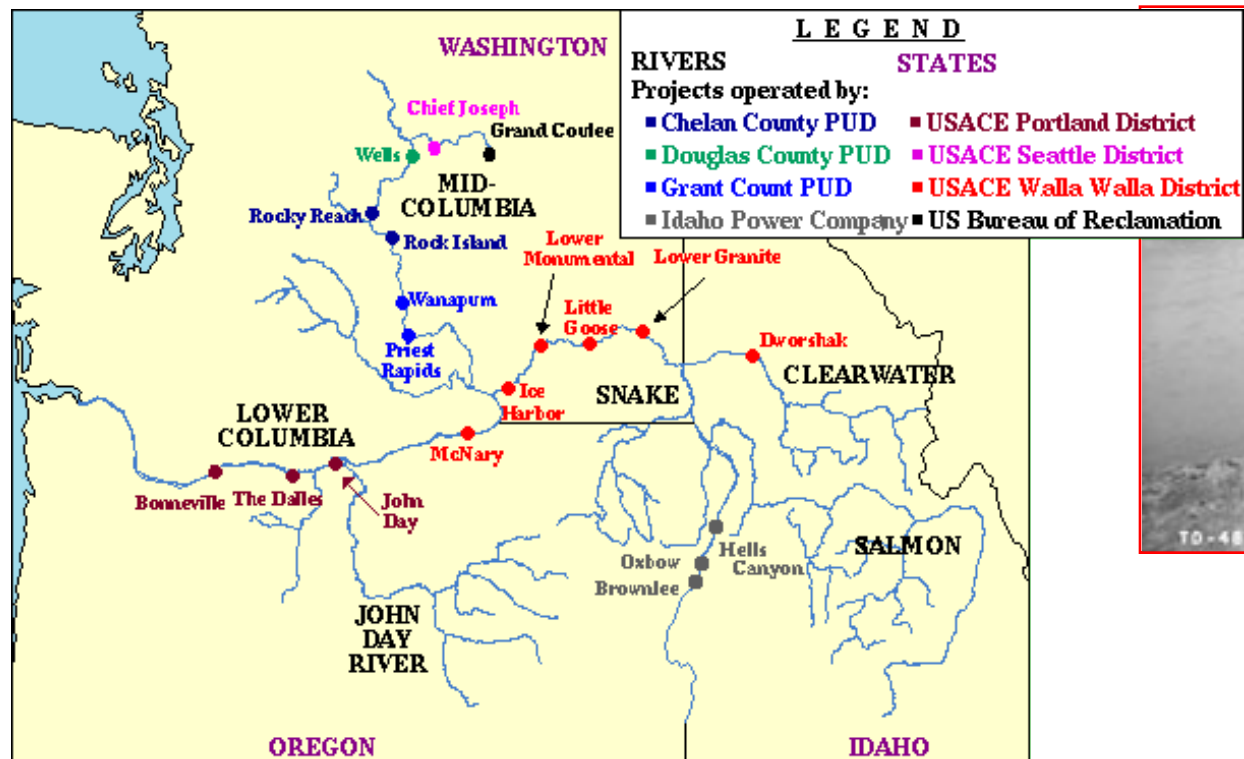 L E G E N D
RIVERS
STATES
Projects operated by:
Chelan County PUD
USACE Portland District
Douglas County PUD
USACE Seattle District
Grant Count PUD
USACE Walla Walla District
Idaho Power Company
US Bureau of Reclamation
WASHINGTON
Chief Joseph
Grand Coulee
Wells
MID-
COLUMBIA
Rocky Reach
Rock Island
Lower
Monumental
Lower Granite
Wanapum
Little
Goose
Priest
Rapids
Dworshak
CLEARWATER
Ice
Harbor
SNAKE
LOWER
COLUMBIA
McNary
Bonneville
The Dalles
John
Day
Hells
Canyon
Oxbow
Brownlee
SALMON
JOHN
DAY
RIVER
OREGON
IDAHO
TO-48